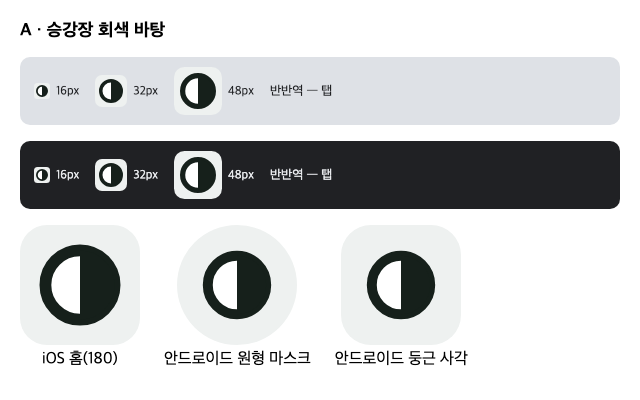 A · 승강장 회색 바탕
16px 32px 48px 반반역 — 탭
16px 32px 48px 반반역 — 탭
iOS 홈(180) 안드로이드 원형 마스크 안드로이드 둥근 사각